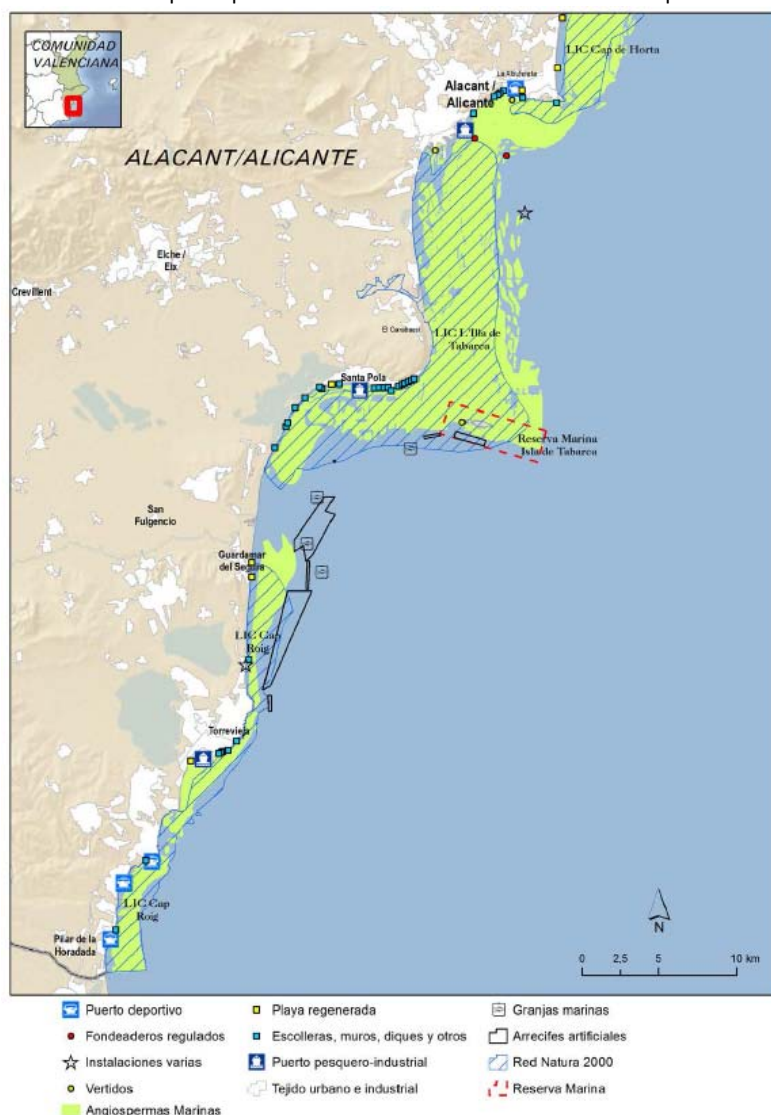 COMUNIDAD
VALENCIANA
LIC Cap de Horta
La Albufereta
Alacant /
Alicante
ALACANT/ALICANTE
Elche /
Elx
Crevillent
El Carabassí
LIC L'Illa de
Tabarca
Santa Pola
Reserva Marina
Isla de Tabarca
San
Fulgencio
Guardamar
del Segura
LIC Cap
Roig
Torrevieja
LIC Cap
Roig
Pilar de la
Horadada
N
0 2,5 5 10 km
Puerto deportivo
Playa regenerada
Granjas marinas
Fondeaderos regulados
Escolleras, muros, diques y otros
Arrecifes artificiales
Instalaciones varias
Puerto pesquero-industrial
Red Natura 2000
Vertidos
Tejido urbano e industrial
Reserva Marina
Angiospermas Marinas